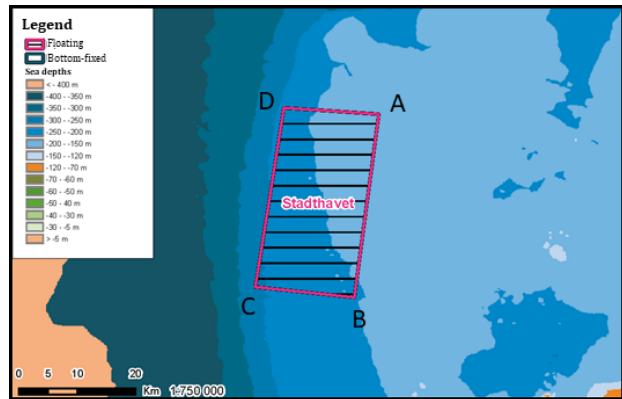 Legend
Floating
Bottom-fixed
Sea depths
< - 400 m
-400 - -350 m
-350 - -300 m
-300 - -250 m
-250 - -200 m
-200 - -150 m
-150 - -120 m
-120 - -70 m
-70 - -60 m
-60 - -50 m
-50 - 40 m
-40 - -30 m
-30 - -5 m
> -5 m
D
A
Stadthavet
C
B
0 5 10 20
Km 1:750 000